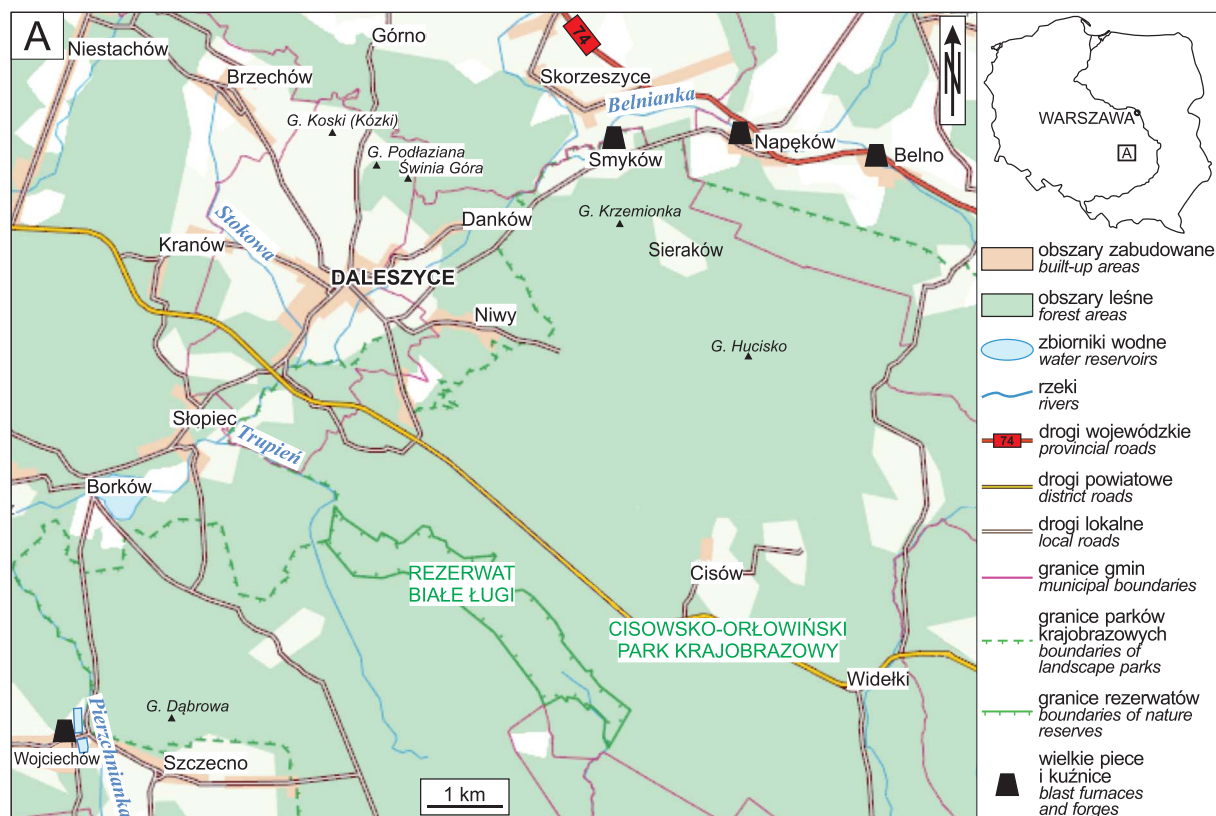 A
Niestachów
Górno
74
Brzechów
Skorzeszyce
Belnianka
N
G. Koski (Kózki)
Smyków
Napęków
Belno
G. Podłaziana
Świnia Góra
Stokowa
Danków
G. Krzemionka
Kranów
Sieraków
DALESZYCE
Niwy
G. Hucisko
Słopiec
Trupień
Borków
REZERWAT
BIAŁE ŁUGI
Cisów
CISOWSKO-ORŁOWIŃSKI
PARK KRAJOBRAZOWY
Widełki
G. Dąbrowa
Pierzchnianka
Wojciechów
Szczecno
1 km
WARSZAWA
A
obszary zabudowane
built-up areas
obszary leśne
forest areas
zbiorniki wodne
water reservoirs
rzeki
rivers
74
drogi wojewódzkie
provincial roads
drogi powiatowe
district roads
drogi lokalne
local roads
granice gmin
municipal boundaries
granice parków
krajobrazowych
boundaries of
landscape parks
granice rezerwatów
boundaries of nature
reserves
wielkie piece
i kuźnice
blast furnaces
and forges